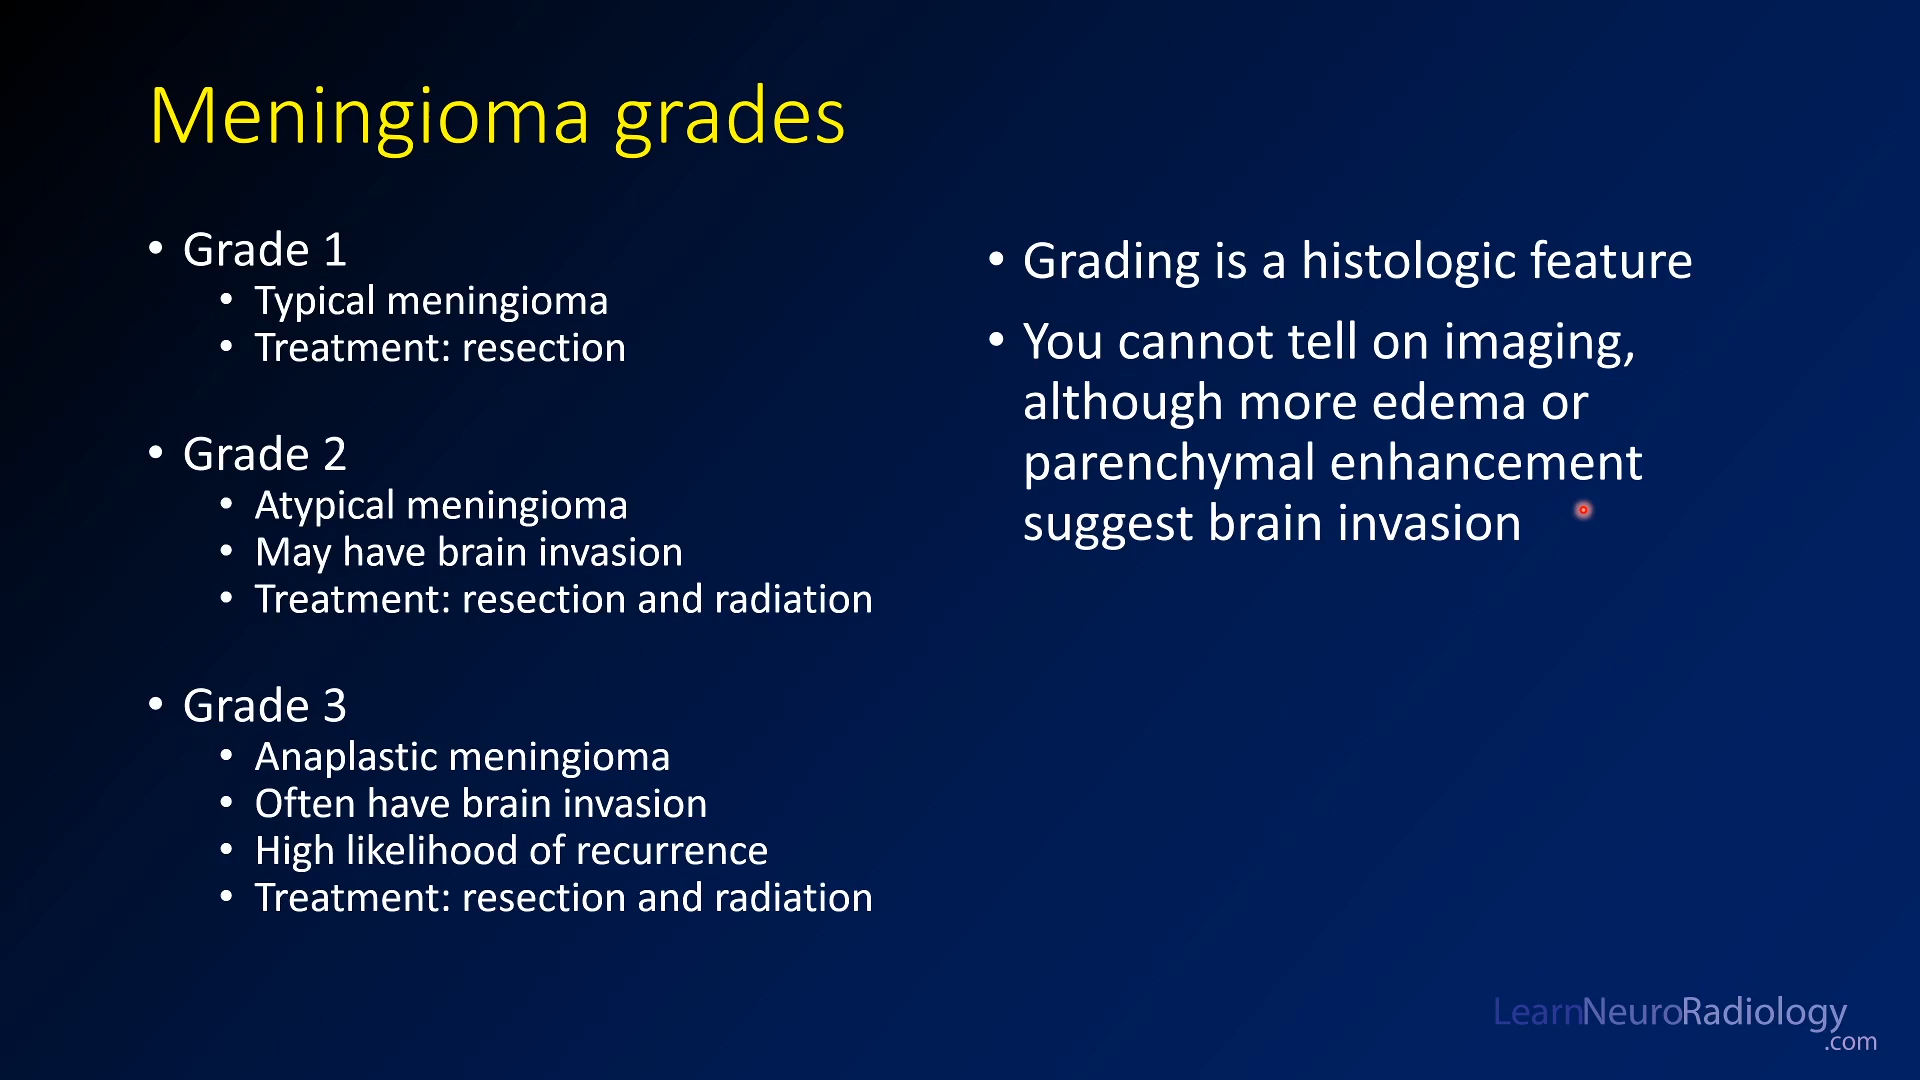 Meningioma grades
• Grade 1
• Typical meningioma
• Treatment: resection
• Grade 2
• Atypical meningioma
• May have brain invasion
• Treatment: resection and radiation
• Grade 3
• Anaplastic meningioma
• Often have brain invasion
• High likelihood of recurrence
• Treatment: resection and radiation
• Grading is a histologic feature
• You cannot tell on imaging,
although more edema or
parenchymal enhancement
suggest brain invasion
LearnNeuroRadiology
.com